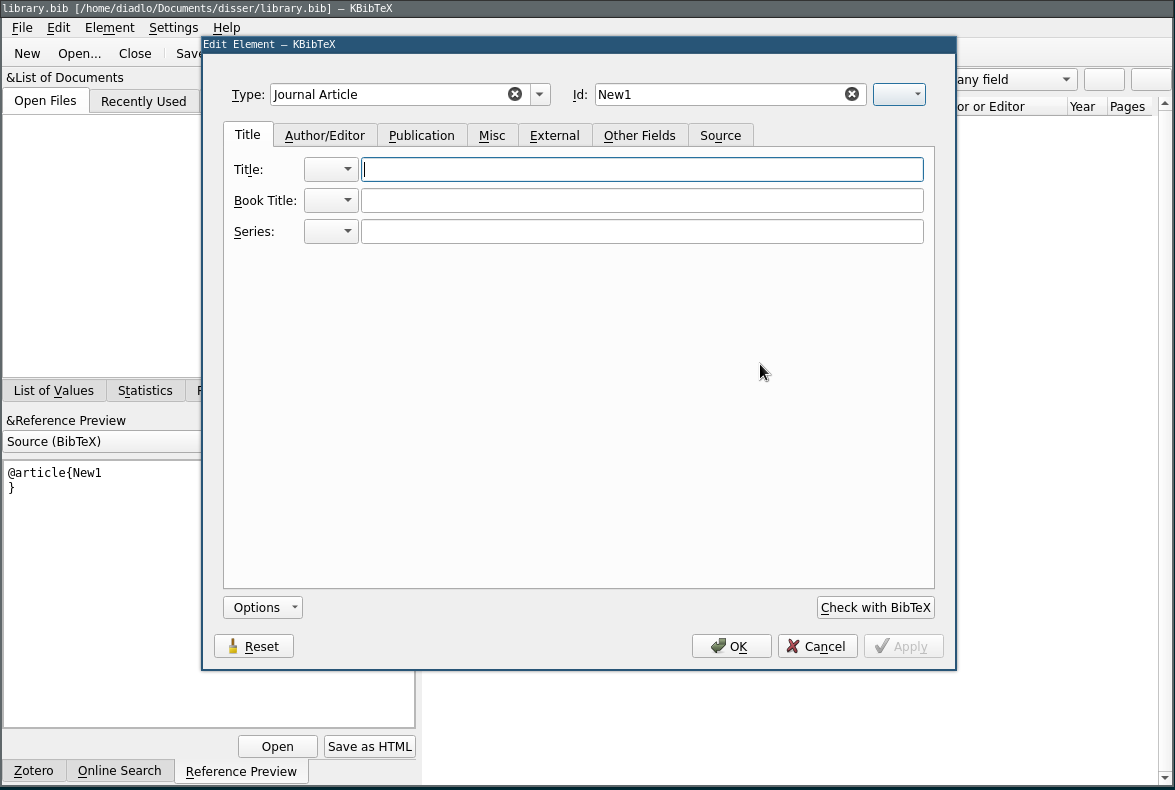 library.bib [/home/diadlo/Documents/disser/library.bib] — KBibTeX
File Edit Element Settings Help
New Open... Close Save
&List of Documents
Open Files Recently Used
any field
or or Editor Year Pages
Edit Element — KBibTeX
Type: Journal Article Id: New1
Title Author/Editor Publication Misc External Other Fields Source
Title:
Book Title:
Series:
List of Values Statistics
&Reference Preview
Source (BibTeX)
@article{New1
}
Options Check with BibTeX
Reset OK Cancel Apply
Open Save as HTML
Zotero Online Search Reference Preview